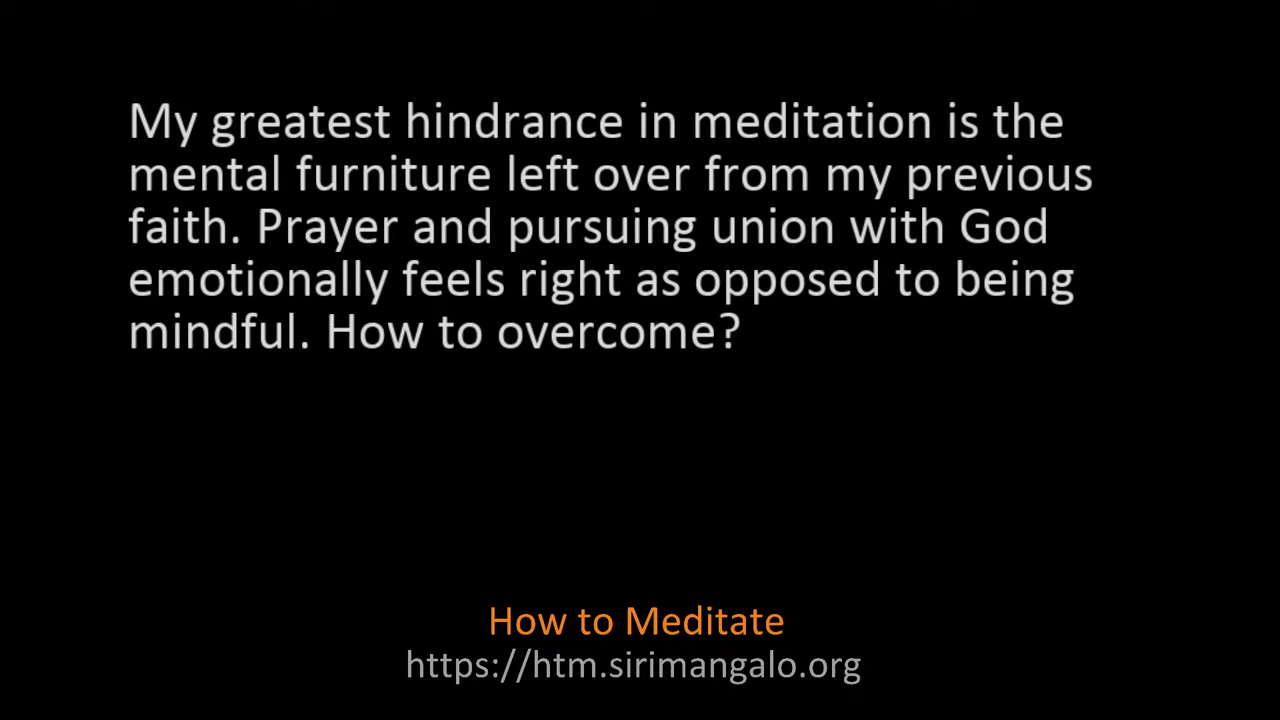 My greatest hindrance in meditation is the
mental furniture left over from my previous
faith. Prayer and pursuing union with God
emotionally feels right as opposed to being
mindful. How to overcome?
How to Meditate
https://htm.sirimangalo.org